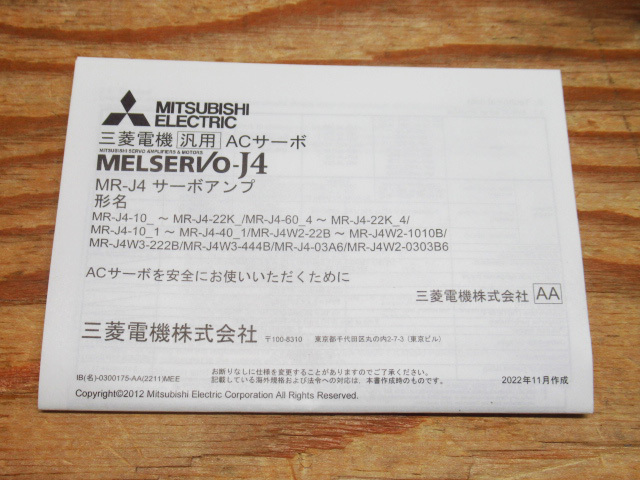 MITSUBISHI
ELECTRIC
三菱電機 汎用 ACサーボ
MITSUBISHI SERVO AMPLIFIERS & MOTORS
MELSERVO-J4
MR-J4 サーボアンプ
形名
MR-J4-10_ ~ MR-J4-22K_/MR-J4-60_4 ~ MR-J4-22K_4/
MR-J4-10_1 ~ MR-J4-40_1/MR-J4W2-22B ~ MR-J4W2-1010B/
MR-J4W3-222B/MR-J4W3-444B/MR-J4-03A6/MR-J4W2-0303B6
ACサーボを安全にお使いいただくために
三菱電機株式会社 AA
三菱電機株式会社 〒100-8310 東京都千代田区丸の内2-7-3 (東京ビル)
お断りなしに仕様を変更することがありますのでご了承ください。
IB(名)-0300175-AA(2211)MEE 記載している海外規格および法令への対応は、本書作成時のものです。 2022年11月作成
Copyright©2012 Mitsubishi Electric Corporation All Rights Reserved.